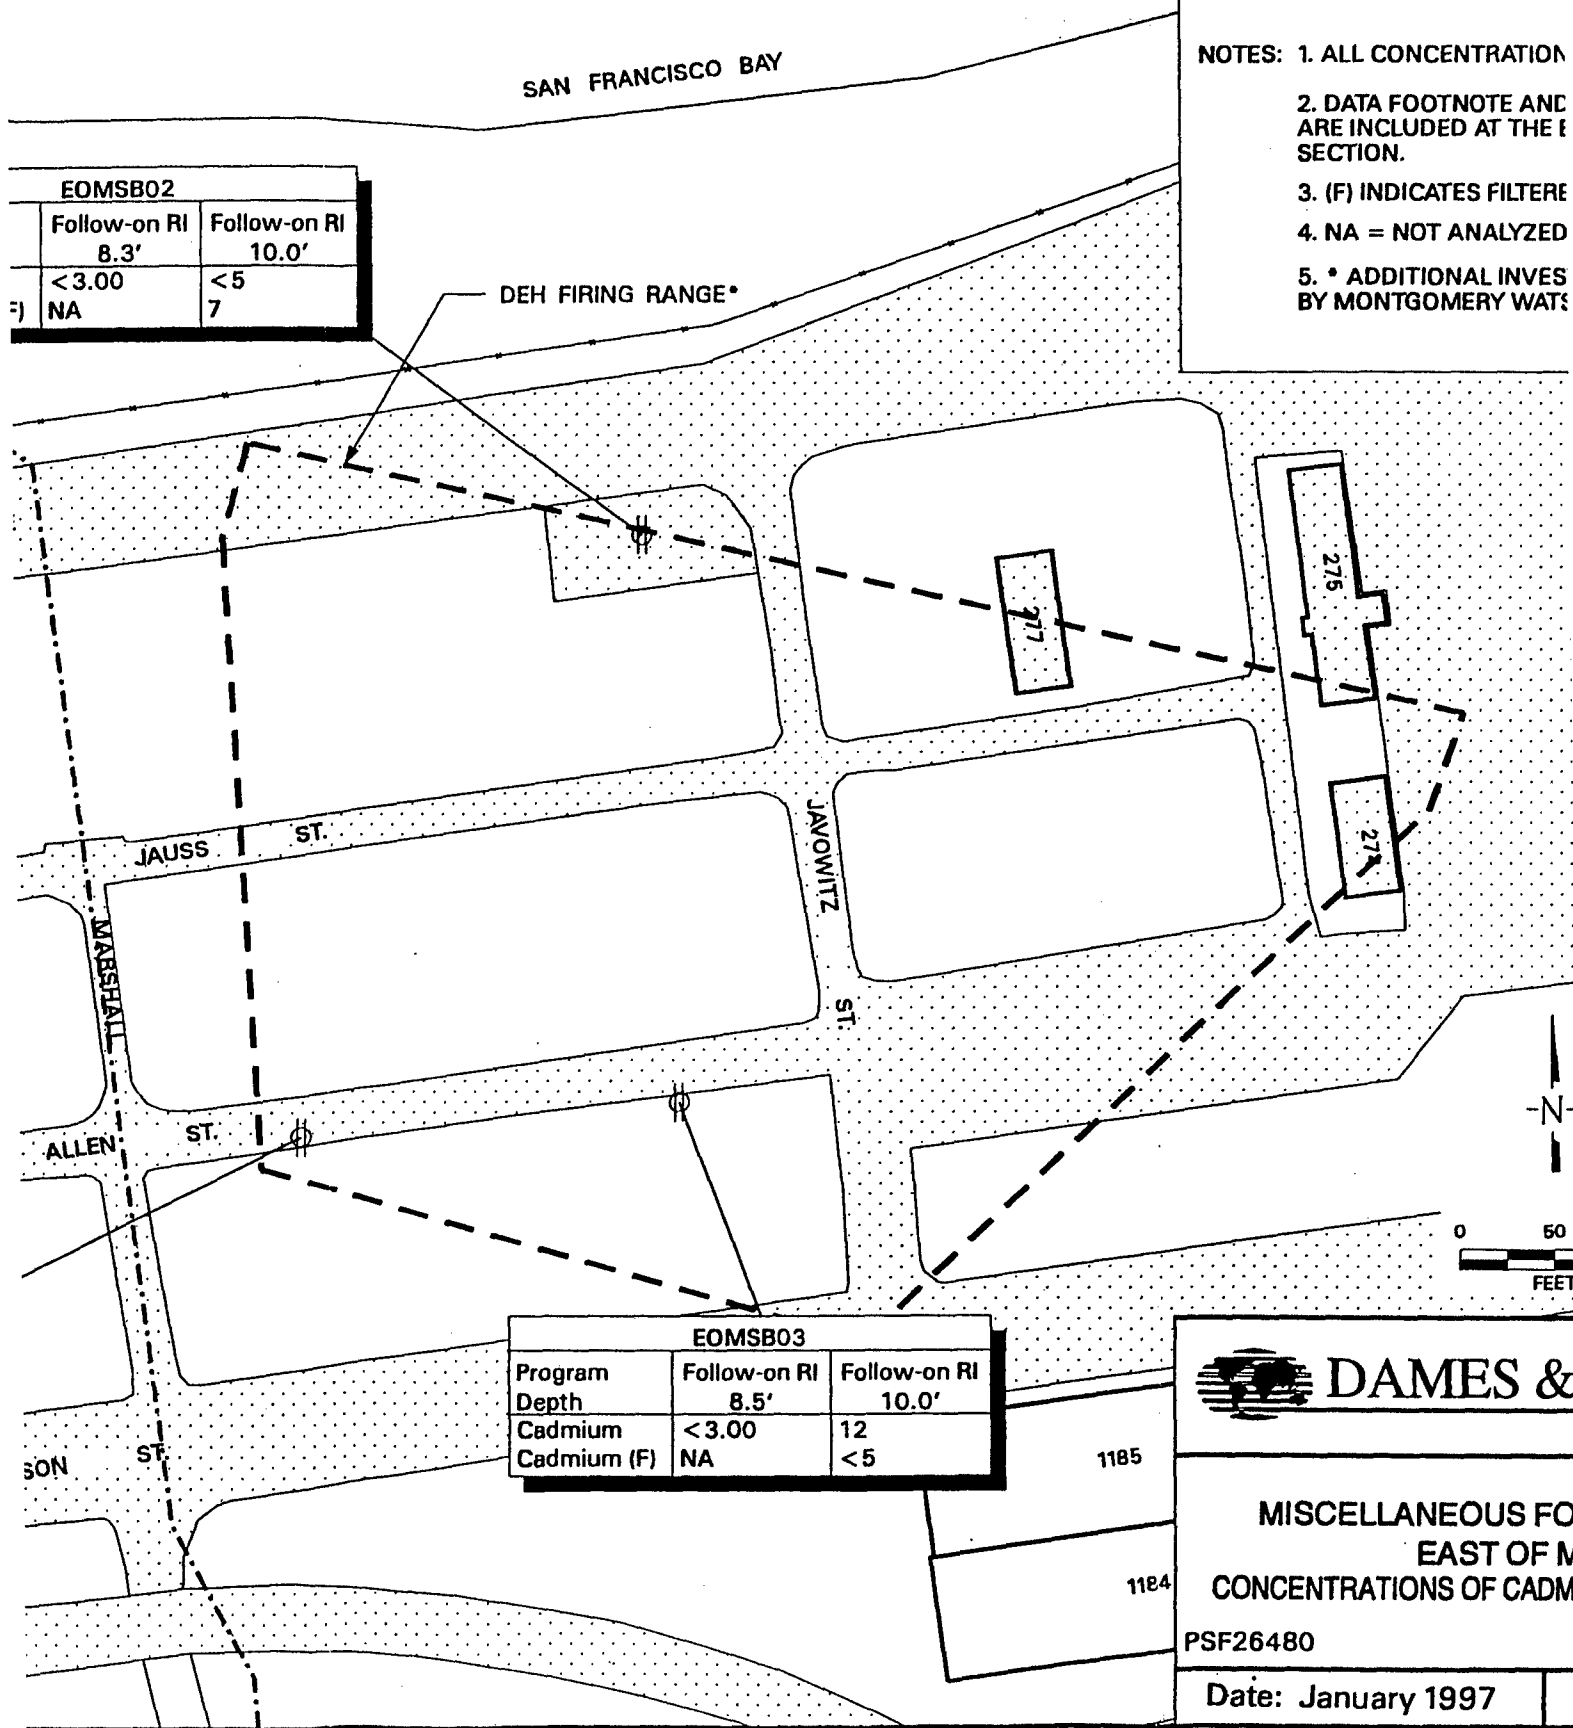 SAN FRANCISCO BAY
NOTES: 1. ALL CONCENTRATION
2. DATA FOOTNOTE AND
ARE INCLUDED AT THE
SECTION.
3. (F) INDICATES FILTERE
4. NA = NOT ANALYZED
5. * ADDITIONAL INVES
BY MONTGOMERY WATS
EOMSB02
Follow-on RI Follow-on RI
8.3' 10.0'
<3.00 <5
F) NA 7
DEH FIRING RANGE*
275
277
JAUSS ST.
JAVOWITZ ST.
MARSHALL
ALLEN ST.
N
0 50
FEET
EOMSB03
Program Follow-on RI Follow-on RI
Depth 8.5' 10.0'
Cadmium <3.00 12
Cadmium (F) NA <5
SON ST.
1185
1184
DAMES &
MISCELLANEOUS FO
EAST OF M
CONCENTRATIONS OF CADM
PSF26480
Date: January 1997